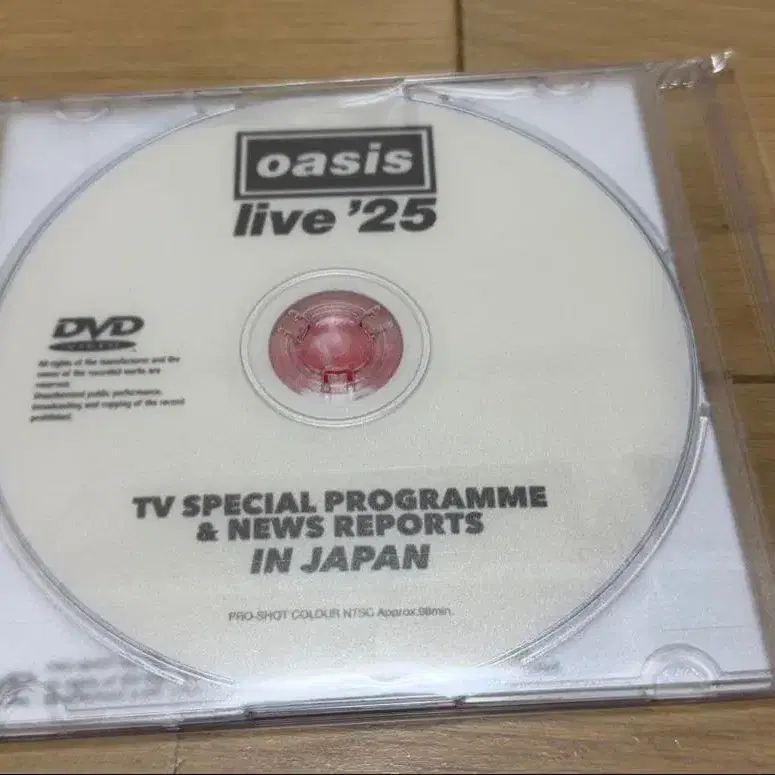 oasis
live '25
DVD
VIDEO
All rights of the manufacturer and the
owner of the recorded works are
reserved.
Unauthorized public performance,
broadcasting and copying of the record
prohibited.
TV SPECIAL PROGRAMME
& NEWS REPORTS
IN JAPAN
PRO-SHOT COLOUR NTSC Approx.98min.